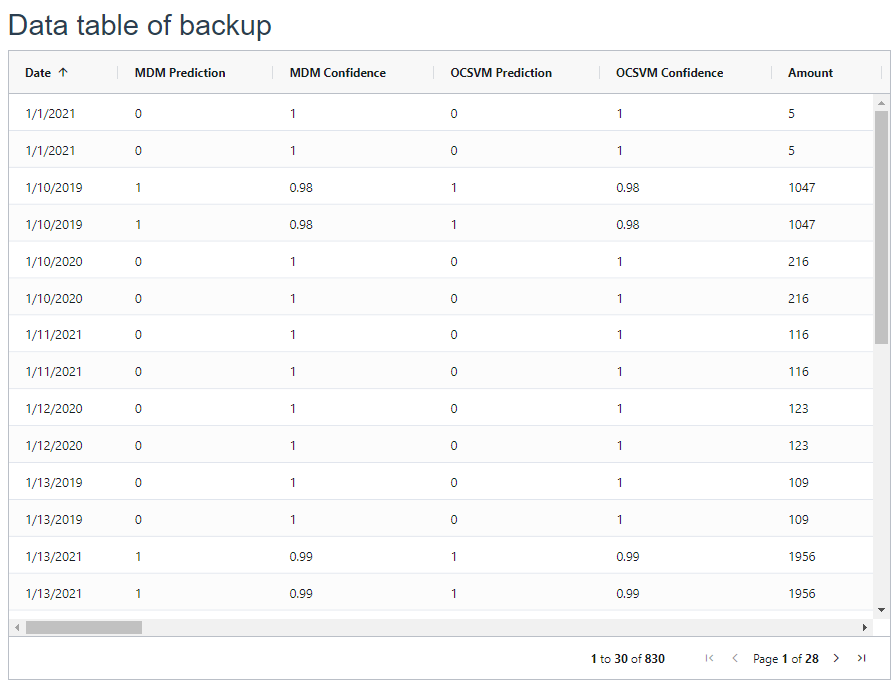 Data table of backup
Date MDM Prediction MDM Confidence OCSVM Prediction OCSVM Confidence Amount
1/1/2021 0 1 0 1 5
1/1/2021 0 1 0 1 5
1/10/2019 1 0.98 1 0.98 1047
1/10/2019 1 0.98 1 0.98 1047
1/10/2020 0 1 0 1 216
1/10/2020 0 1 0 1 216
1/11/2021 0 1 0 1 116
1/11/2021 0 1 0 1 116
1/12/2020 0 1 0 1 123
1/12/2020 0 1 0 1 123
1/13/2019 0 1 0 1 109
1/13/2019 0 1 0 1 109
1/13/2021 1 0.99 1 0.99 1956
1/13/2021 1 0.99 1 0.99 1956
1 to 30 of 830 Page 1 of 28